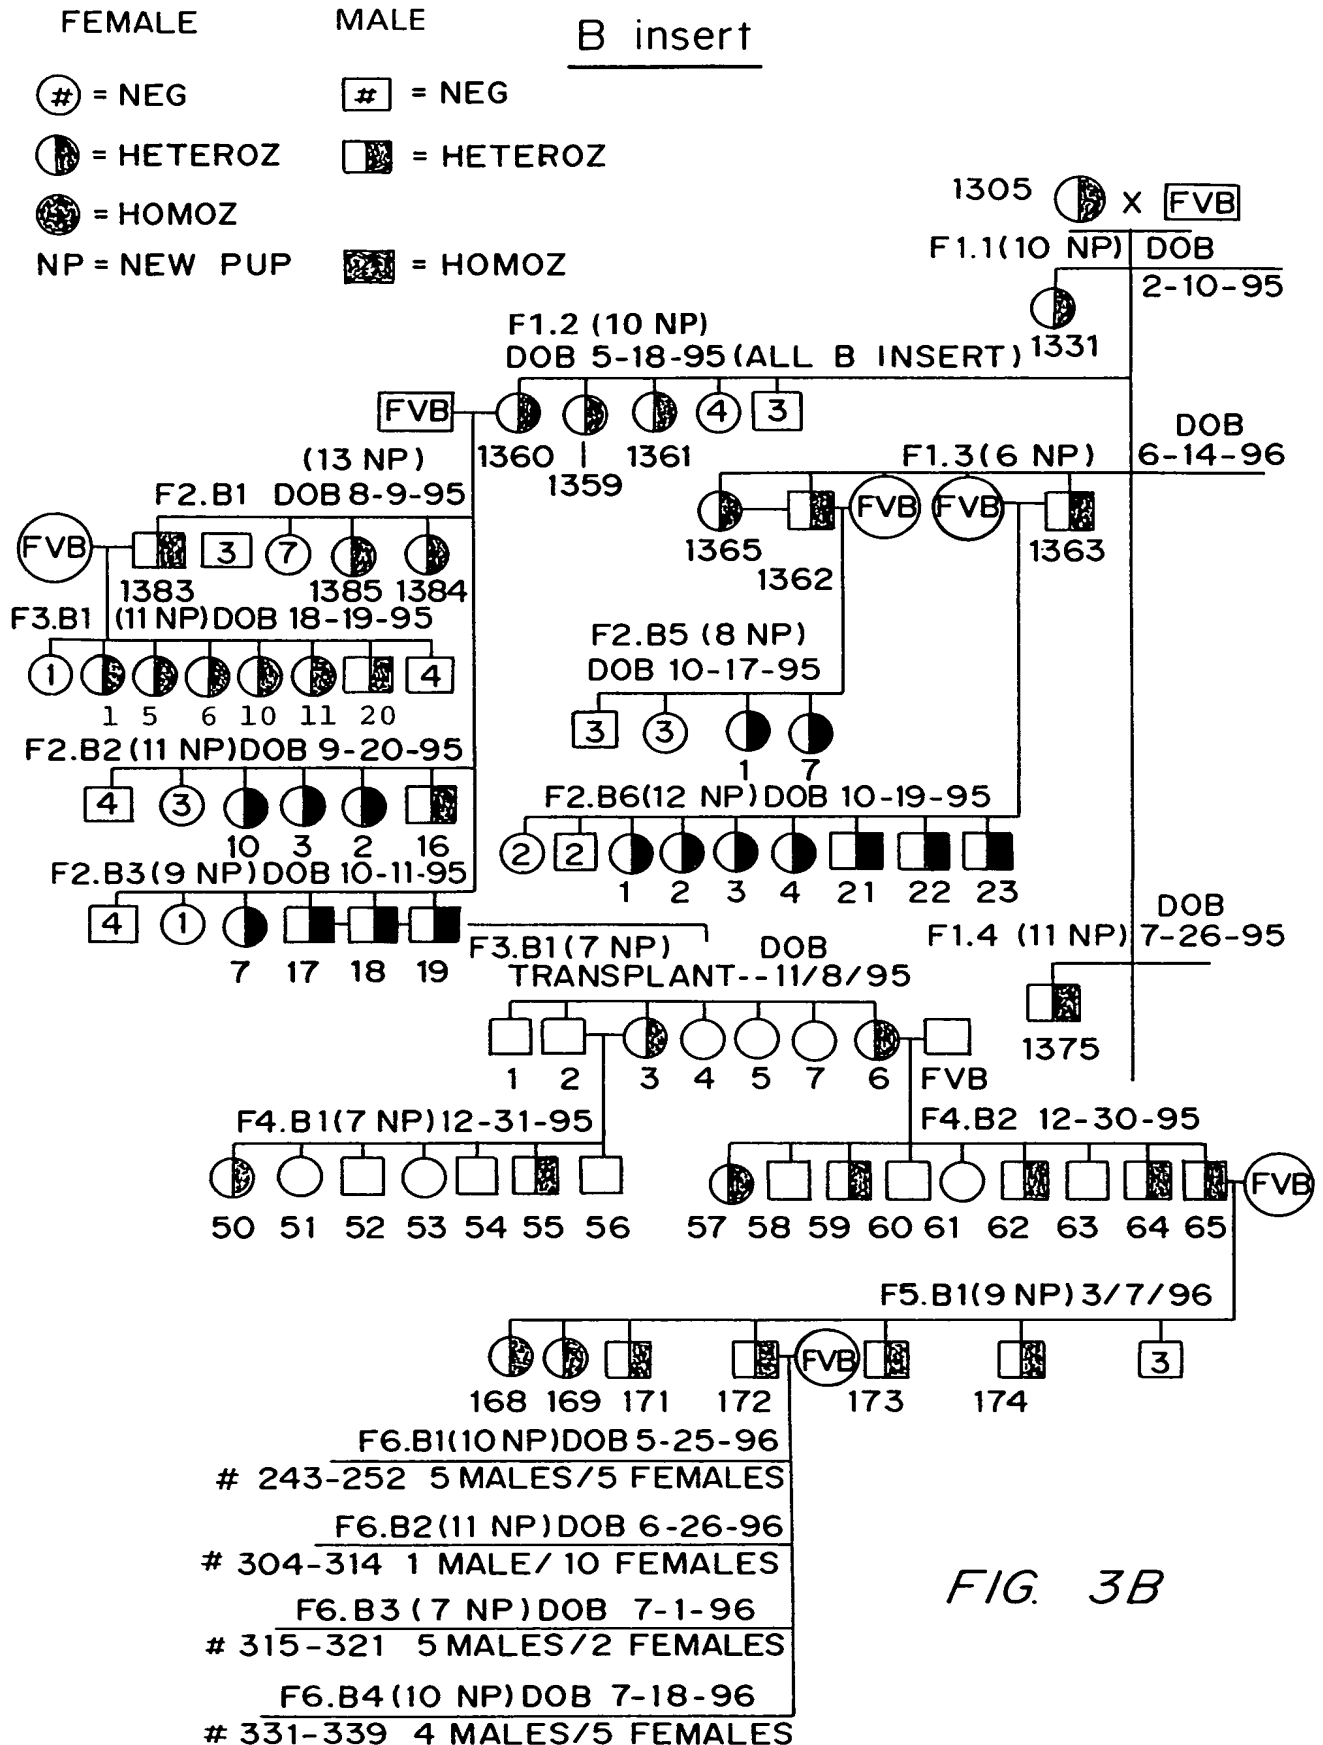 FEMALE MALE B insert
# = NEG # = NEG
= HETEROZ = HETEROZ
= HOMOZ
NP = NEW PUP = HOMOZ
1305 X FVB
F1.1 (10 NP) DOB
2-10-95
1331
F1.2 (10 NP)
DOB 5-18-95 (ALL B INSERT)
FVB 4 3
1360 1359 1361
DOB
F1.3 (6 NP) 6-14-96
FVB FVB
1365 1362 1363
(13 NP)
F2.B1 DOB 8-9-95
FVB 3 7
1383 1385 1384
F3.B1 (11 NP) DOB 18-19-95
1 4
1 5 6 10 11 20
F2.B5 (8 NP)
DOB 10-17-95
3 3
1 7
F2.B2 (11 NP) DOB 9-20-95
4 3
10 3 2 16
F2.B6 (12 NP) DOB 10-19-95
2 2
1 2 3 4 21 22 23
F2.B3 (9 NP) DOB 10-11-95
4 1
7 17 18 19
DOB
F1.4 (11 NP) 7-26-95
1375
F3.B1 (7 NP) DOB
TRANSPLANT--11/8/95
1 2 3 4 5 7 6 FVB
F4.B1 (7 NP) 12-31-95
50 51 52 53 54 55 56
F4.B2 12-30-95
FVB
57 58 59 60 61 62 63 64 65
F5.B1 (9 NP) 3/7/96
FVB 3
168 169 171 172 173 174
F6.B1 (10 NP) DOB 5-25-96
# 243-252 5 MALES/5 FEMALES
F6.B2 (11 NP) DOB 6-26-96
# 304-314 1 MALE/ 10 FEMALES
F6.B3 (7 NP) DOB 7-1-96
# 315-321 5 MALES/2 FEMALES
F6.B4 (10 NP) DOB 7-18-96
# 331-339 4 MALES/5 FEMALES
FIG. 3B